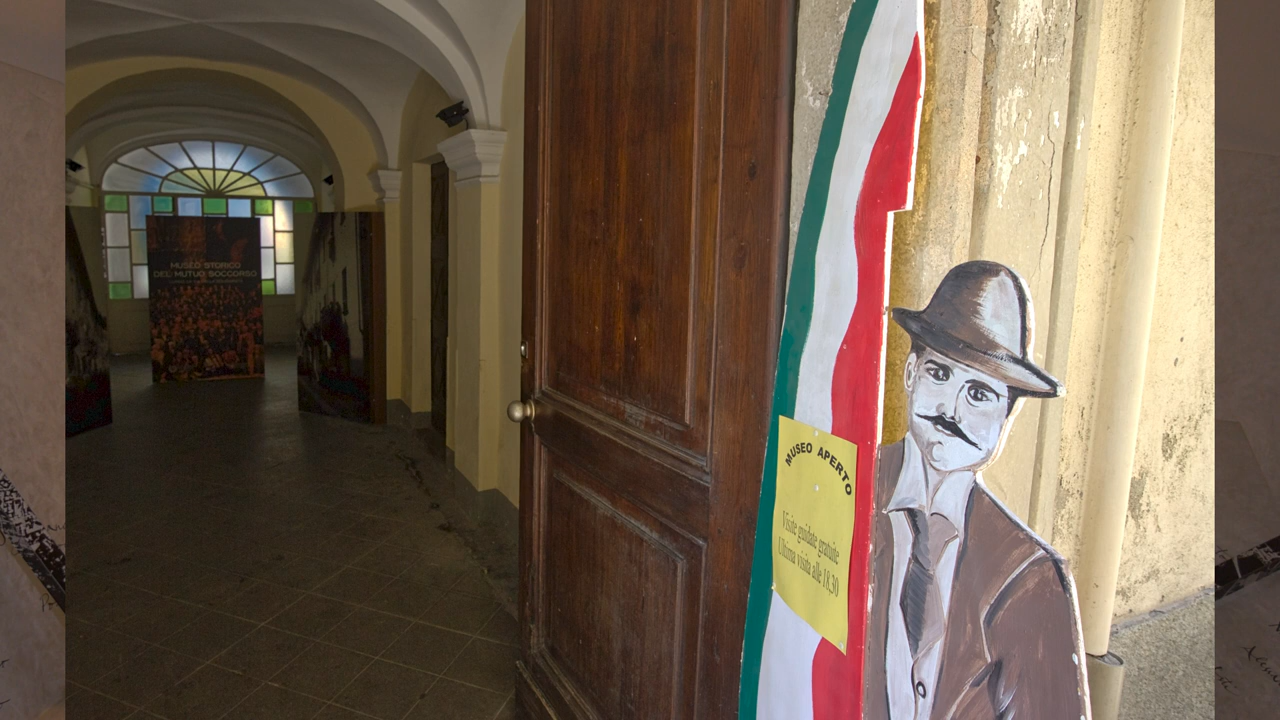 MUSEO STORICO
DEL MUTUO SOCCORSO
MUSEO APERTO
Visite guidate gratuite
Ultima visita alle 18,30